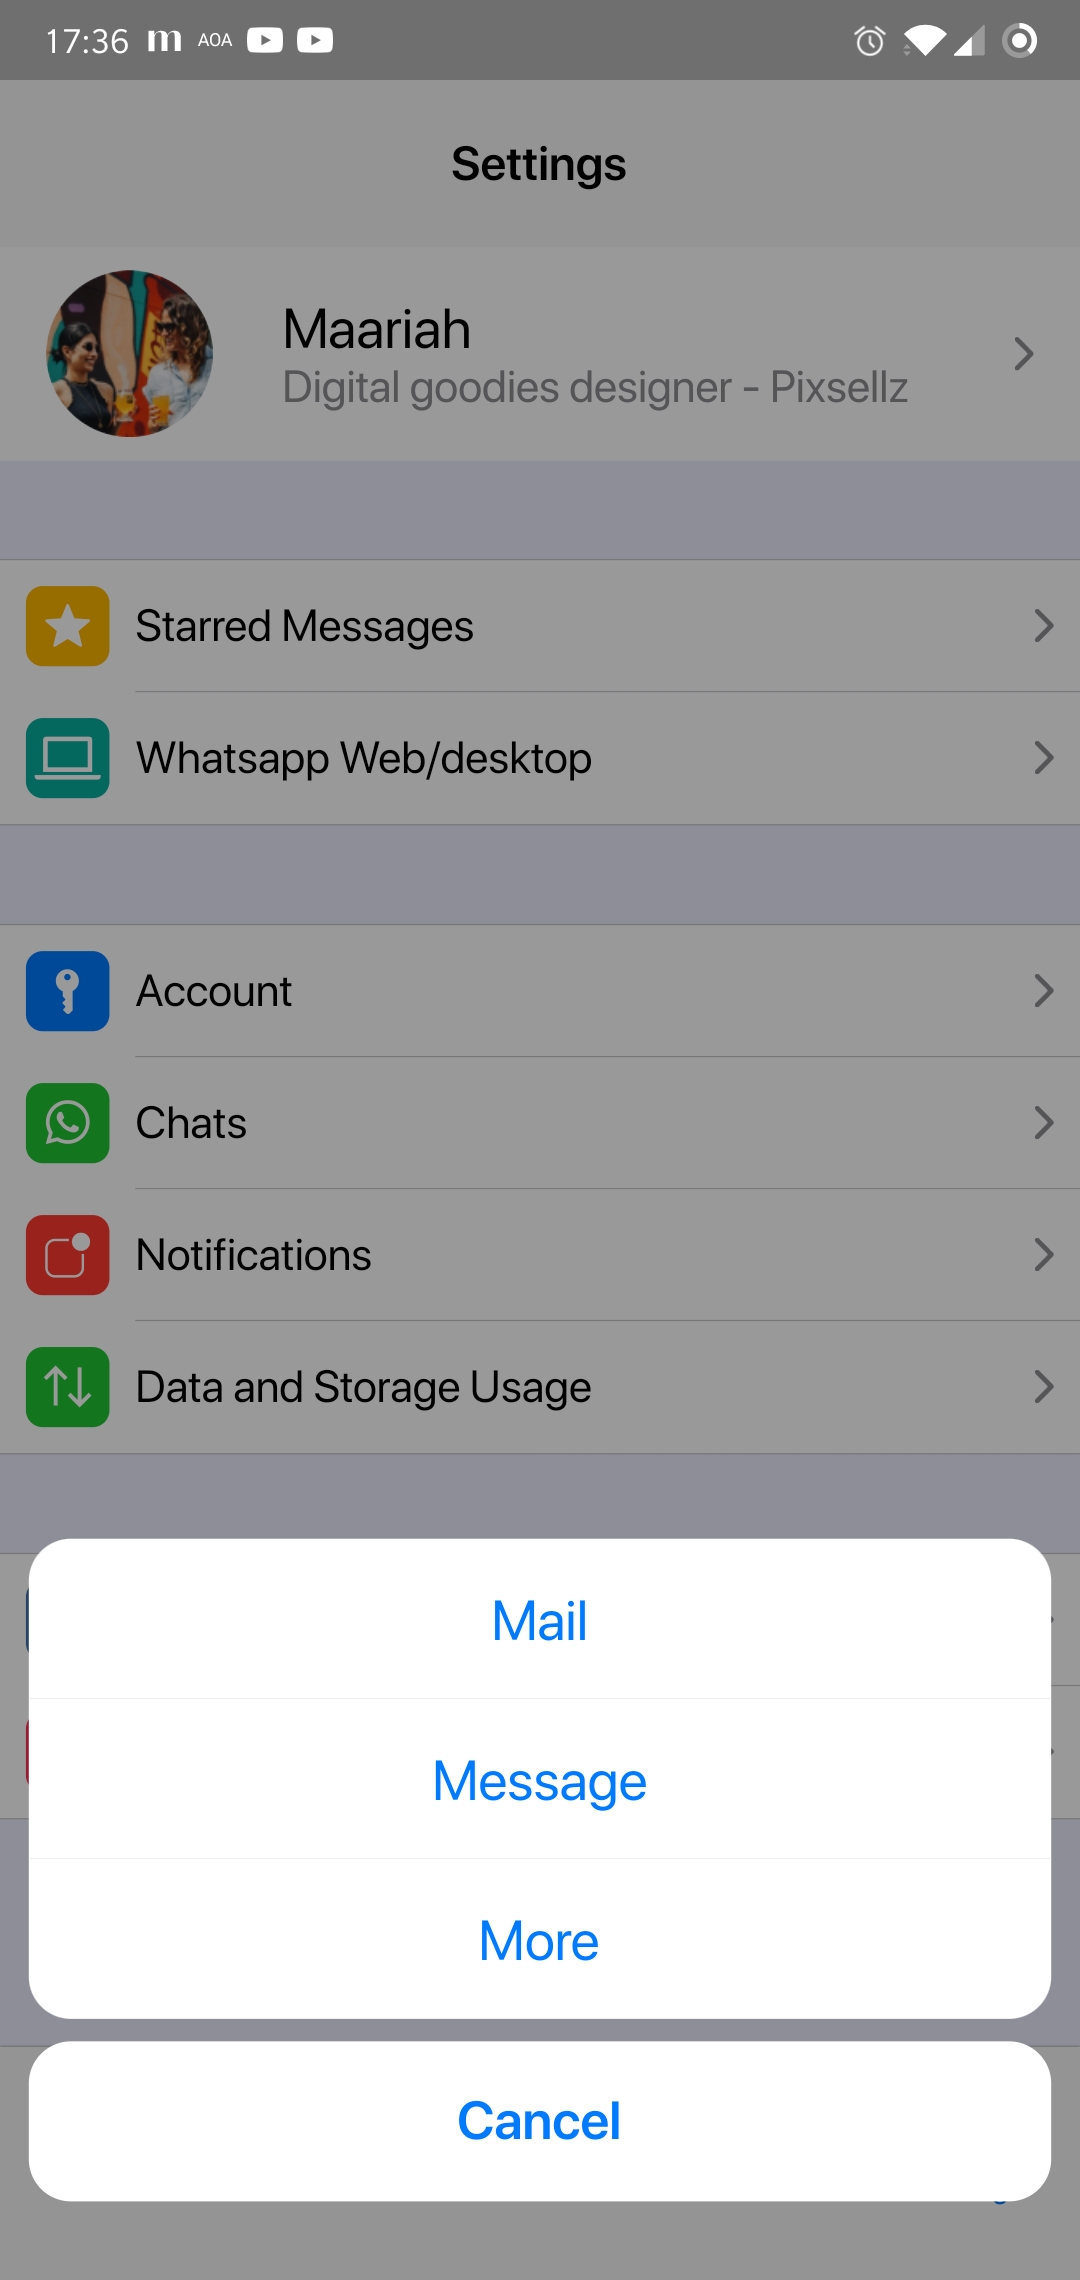 17:36 m AOA
Settings
Maariah
Digital goodies designer - Pixsellz
Starred Messages
Whatsapp Web/desktop
Account
Chats
Notifications
Data and Storage Usage
Mail
Message
More
Cancel